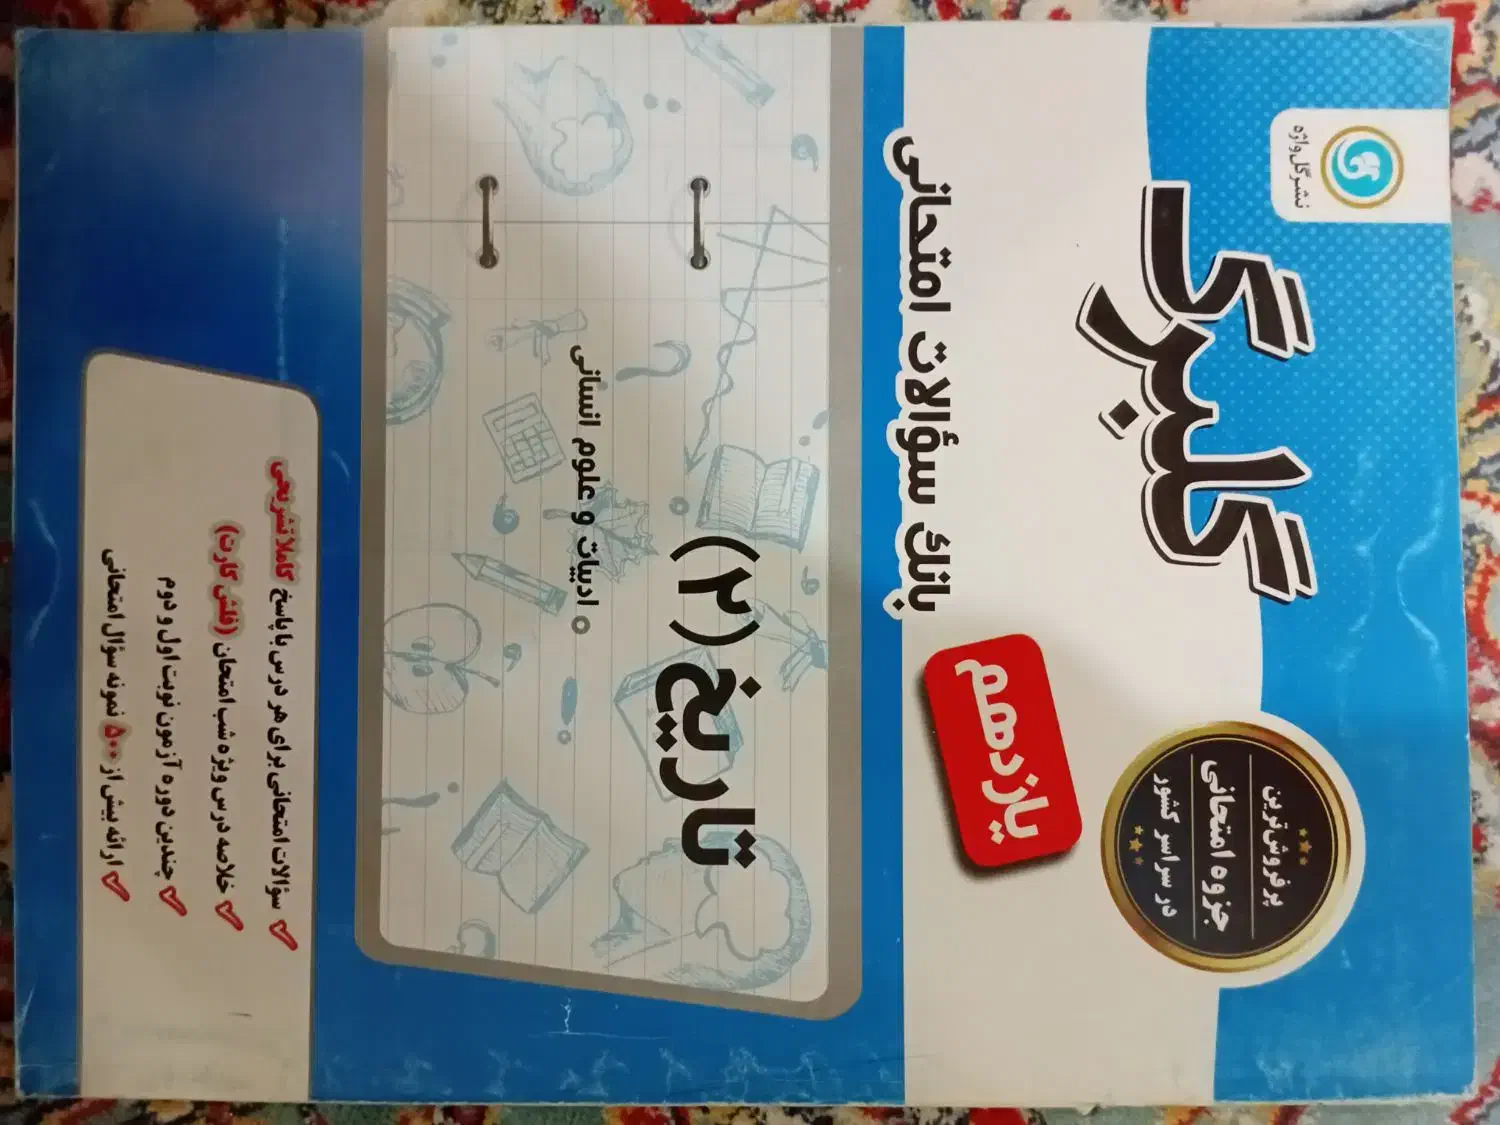 نشر گل‌واژه
گلبرگ
بانک سؤالات امتحانی
یازدهم
پرفروش‌ترین
جزوه امتحانی
در سراسر کشور
تاریخ (۲)
ادبیات و علوم انسانی
سؤالات امتحانی برای هر درس با پاسخ کاملا تشریحی
خلاصه درس ویژه شب امتحان (فلش کارت)
چندین دوره آزمون نوبت اول و دوم
ارائه بیش از ۵۰۰ نمونه سؤال امتحانی